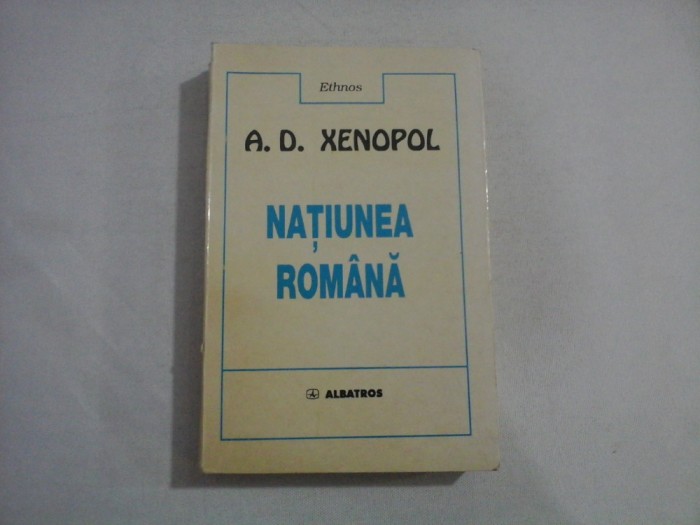 Ethnos
A. D. XENOPOL
NAȚIUNEA
ROMÂNĂ
ALBATROS